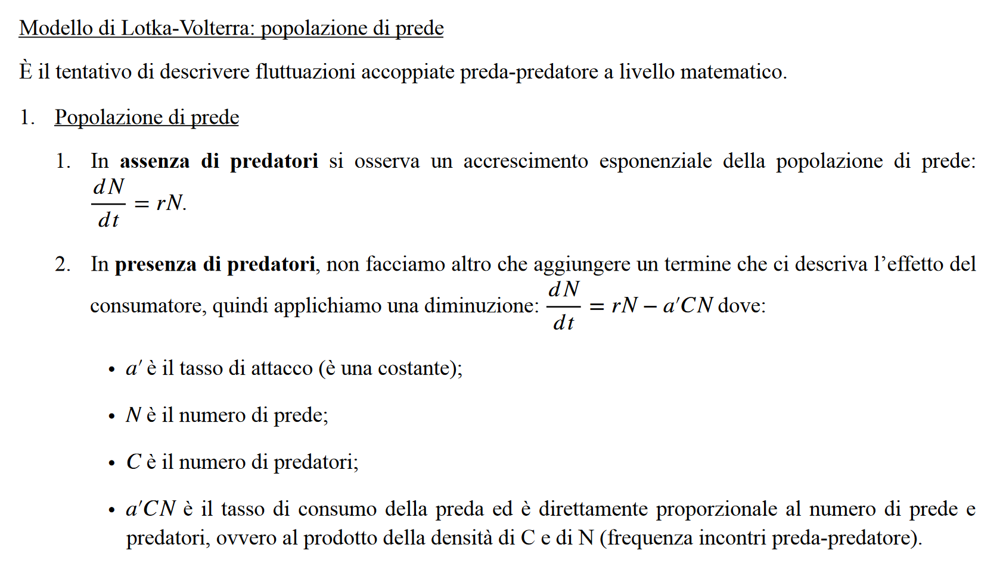 Modello di Lotka-Volterra: popolazione di prede
È il tentativo di descrivere fluttuazioni accoppiate preda-predatore a livello matematico.
1. Popolazione di prede
1. In assenza di predatori si osserva un accrescimento esponenziale della popolazione di prede:
dN/dt = rN.
2. In presenza di predatori, non facciamo altro che aggiungere un termine che ci descriva l’effetto del
consumatore, quindi applichiamo una diminuzione: dN/dt = rN − a′CN dove:
• a′ è il tasso di attacco (è una costante);
• N è il numero di prede;
• C è il numero di predatori;
• a′CN è il tasso di consumo della preda ed è direttamente proporzionale al numero di prede e
predatori, ovvero al prodotto della densità di C e di N (frequenza incontri preda-predatore).